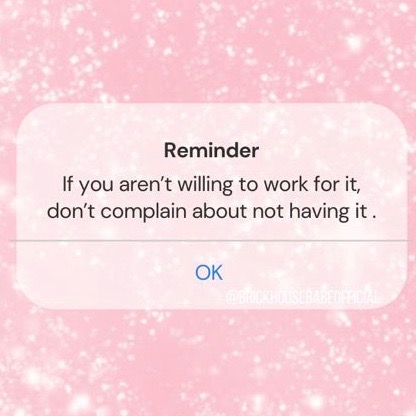 Reminder
If you aren’t willing to work for it,
don’t complain about not having it .
OK
@BRICKHOUSEBABEOFFICIAL